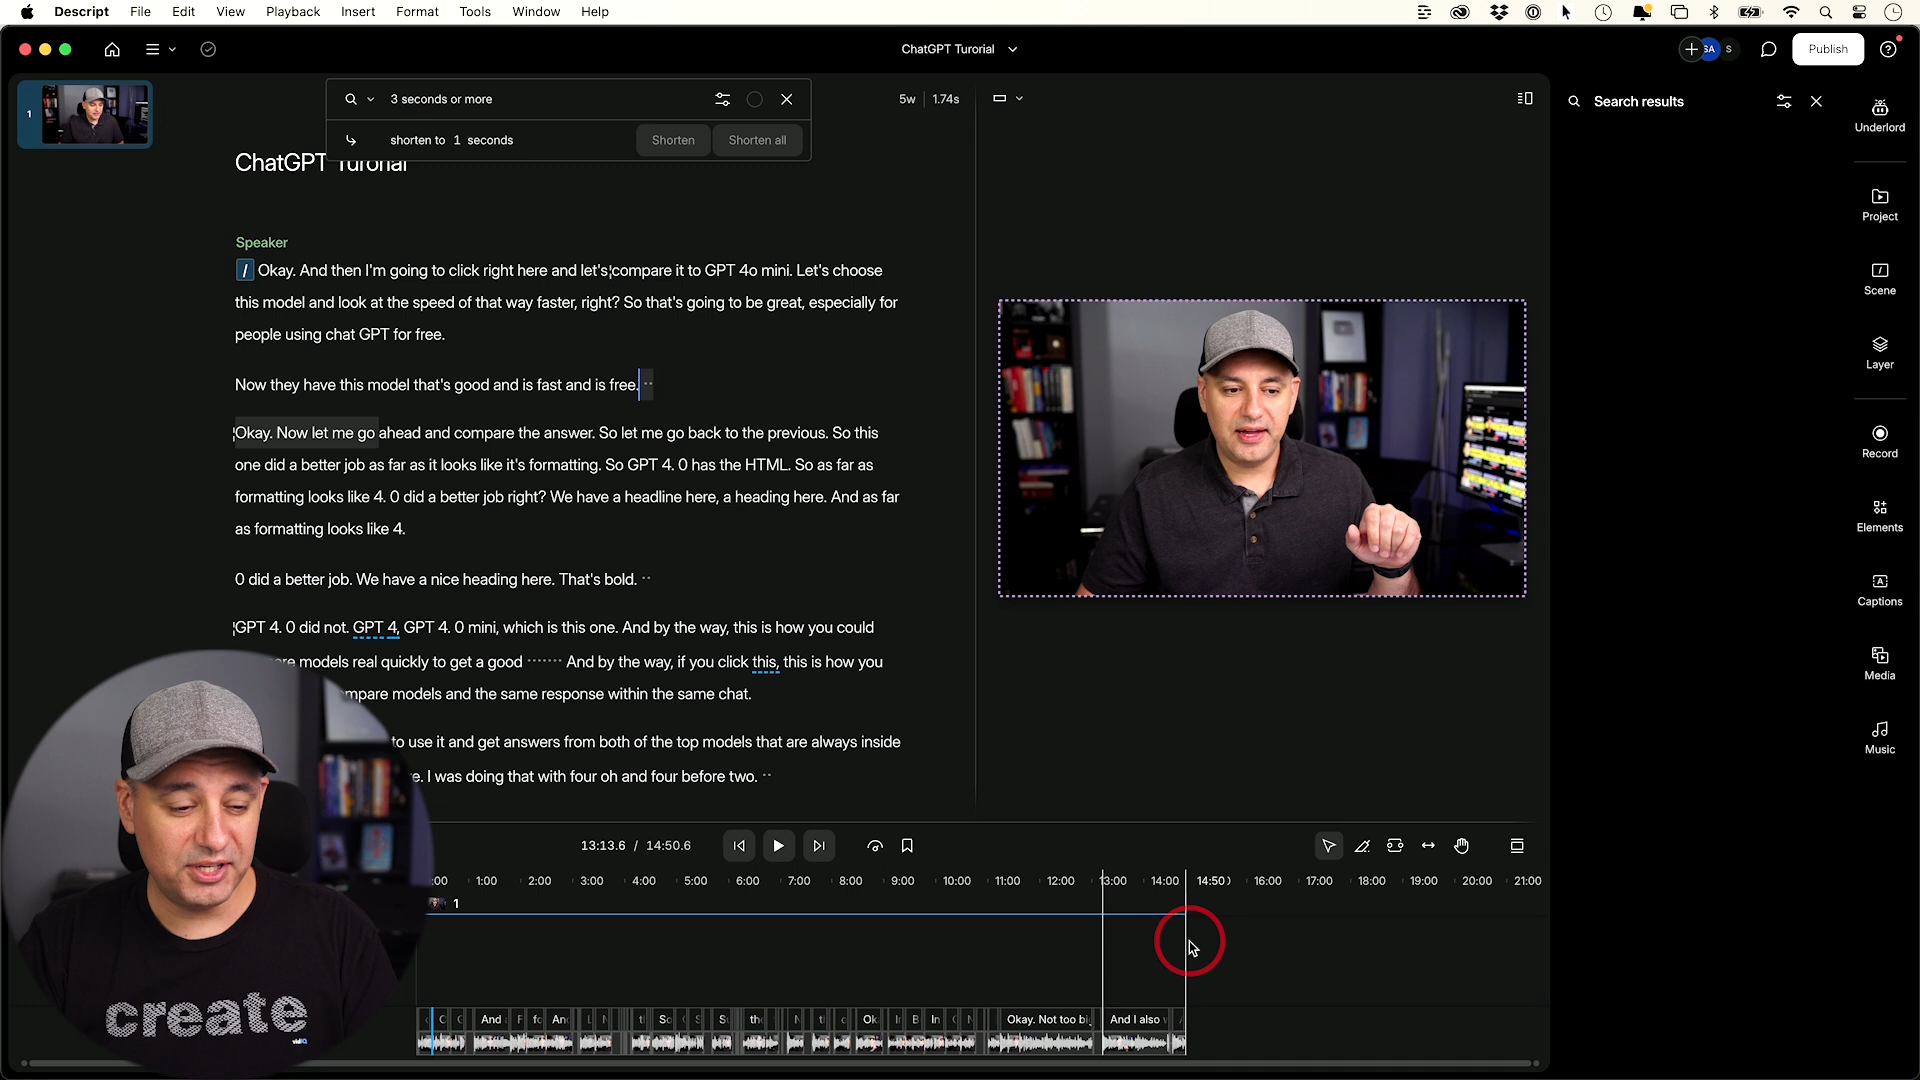 Descript File Edit View Playback Insert Format Tools Window Help
ChatGPT Turorial
SA S
Publish
1
3 seconds or more
5w 1.74s
shorten to 1 seconds
Shorten Shorten all
Search results
Underlord
Project
Scene
Layer
Record
Elements
Captions
Media
Music
ChatGPT Turorial
Speaker
/ Okay. And then I'm going to click right here and let's compare it to GPT 4o mini. Let's choose
this model and look at the speed of that way faster, right? So that's going to be great, especially for
people using chat GPT for free.
Now they have this model that's good and is fast and is free.
Okay. Now let me go ahead and compare the answer. So let me go back to the previous. So this
one did a better job as far as it looks like it's formatting. So GPT 4. 0 has the HTML. So as far as
formatting looks like 4. 0 did a better job right? We have a headline here, a heading here. And as far
as formatting looks like 4.
0 did a better job. We have a nice heading here. That's bold.
GPT 4. 0 did not. GPT 4, GPT 4. 0 mini, which is this one. And by the way, this is how you could
models real quickly to get a good ······· And by the way, if you click this, this is how you
mpare models and the same response within the same chat.
to use it and get answers from both of the top models that are always inside
I was doing that with four oh and four before two.
13:13.6 / 14:50.6
:00 1:00 2:00 3:00 4:00 5:00 6:00 7:00 8:00 9:00 10:00 11:00 12:00 13:00 14:00 14:50 16:00 17:00 18:00 19:00 20:00 21:00
1
And F fc An So S th N Ok B In N Okay. Not too bi And I also
create
vidIQ